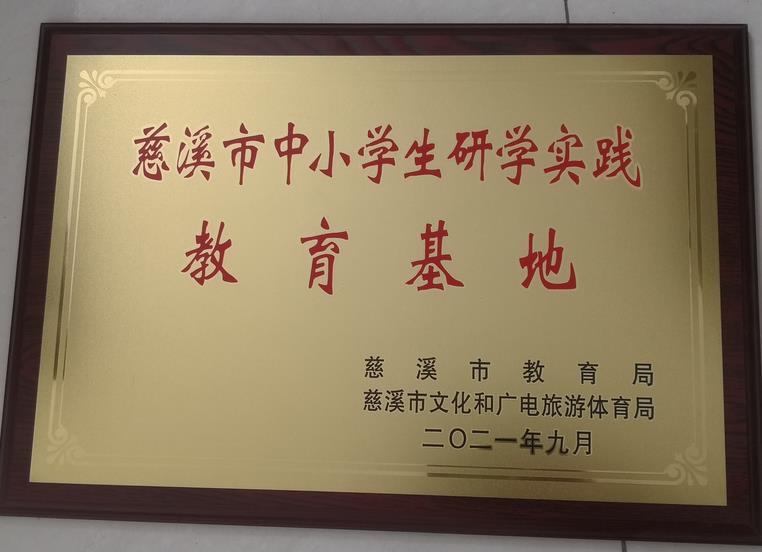 慈溪市中小学生研学实践
教育基地
慈溪市教育局
慈溪市文化和广电旅游体育局
二〇二一年九月